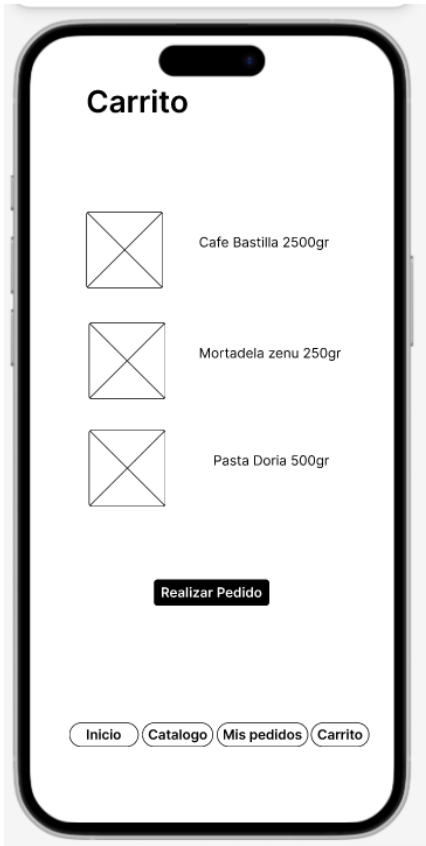 Carrito
Cafe Bastilla 2500gr
Mortadela zenu 250gr
Pasta Doria 500gr
Realizar Pedido
Inicio Catalogo Mis pedidos Carrito